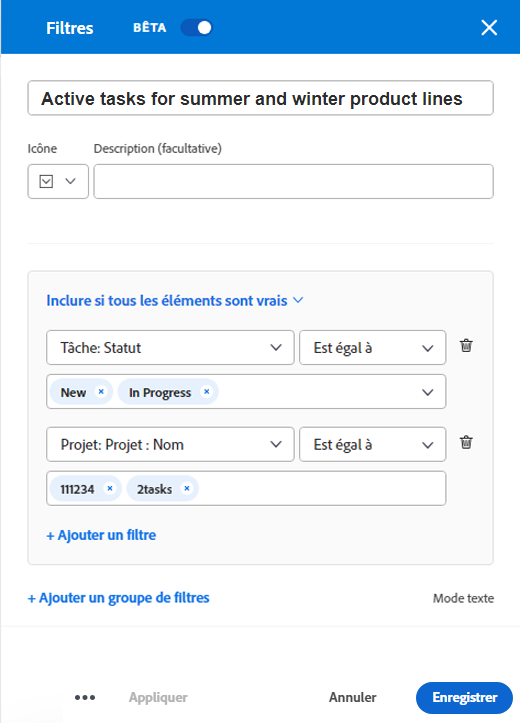 Filtres BÊTA
Active tasks for summer and winter product lines
Icône Description (facultative)
Inclure si tous les éléments sont vrais
Tâche: Statut Est égal à
New × In Progress ×
Projet: Projet : Nom Est égal à
111234 × 2tasks ×
+ Ajouter un filtre
+ Ajouter un groupe de filtres Mode texte
••• Appliquer Annuler Enregistrer